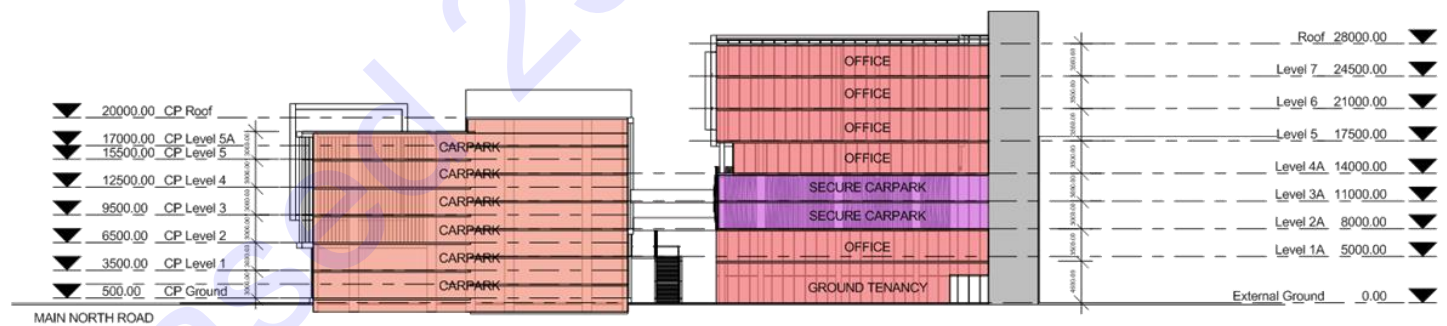 20000.00 CP Roof
17000.00 CP Level 5A
15500.00 CP Level 5
12500.00 CP Level 4
9500.00 CP Level 3
6500.00 CP Level 2
3500.00 CP Level 1
500.00 CP Ground
MAIN NORTH ROAD
CARPARK
CARPARK
CARPARK
CARPARK
CARPARK
CARPARK
OFFICE
OFFICE
OFFICE
OFFICE
SECURE CARPARK
SECURE CARPARK
OFFICE
GROUND TENANCY
Roof 28000.00
Level 7 24500.00
Level 6 21000.00
Level 5 17500.00
Level 4A 14000.00
Level 3A 11000.00
Level 2A 8000.00
Level 1A 5000.00
External Ground 0.00